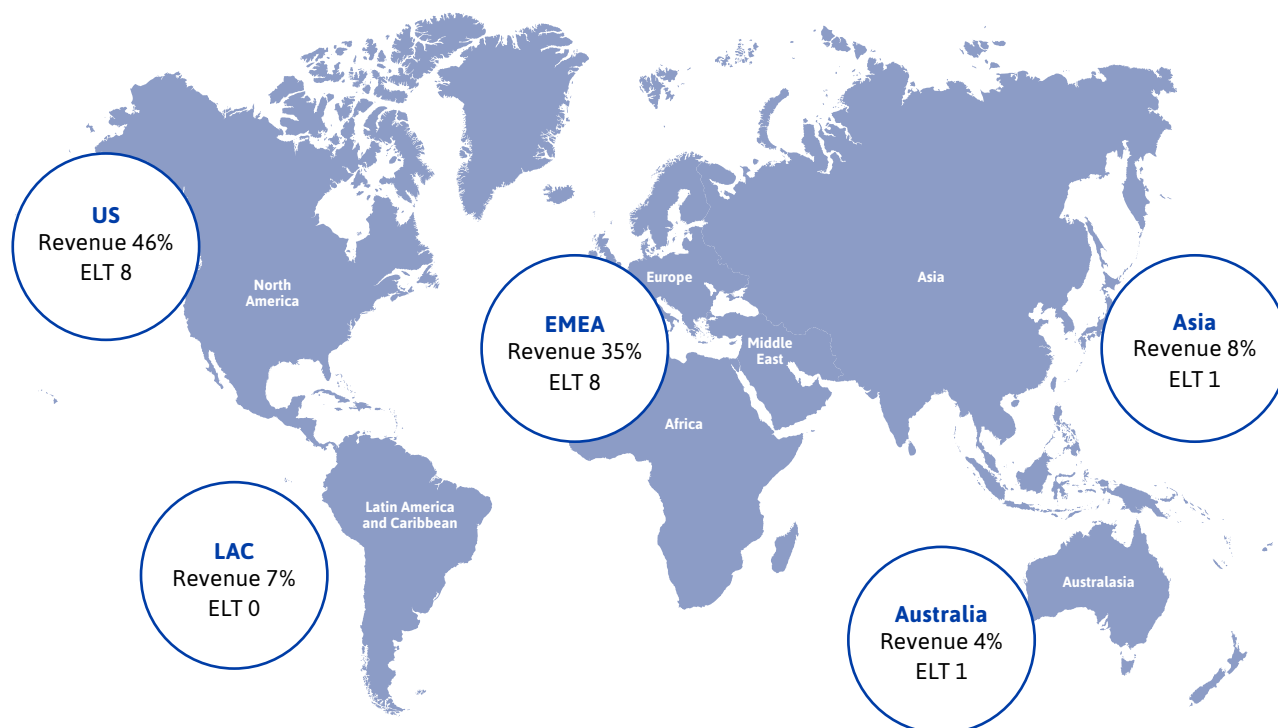 US
Revenue 46%
ELT 8
North
America
Europe
Asia
EMEA
Revenue 35%
ELT 8
Middle
East
Africa
Asia
Revenue 8%
ELT 1
Latin America
and Caribbean
LAC
Revenue 7%
ELT 0
Australasia
Australia
Revenue 4%
ELT 1